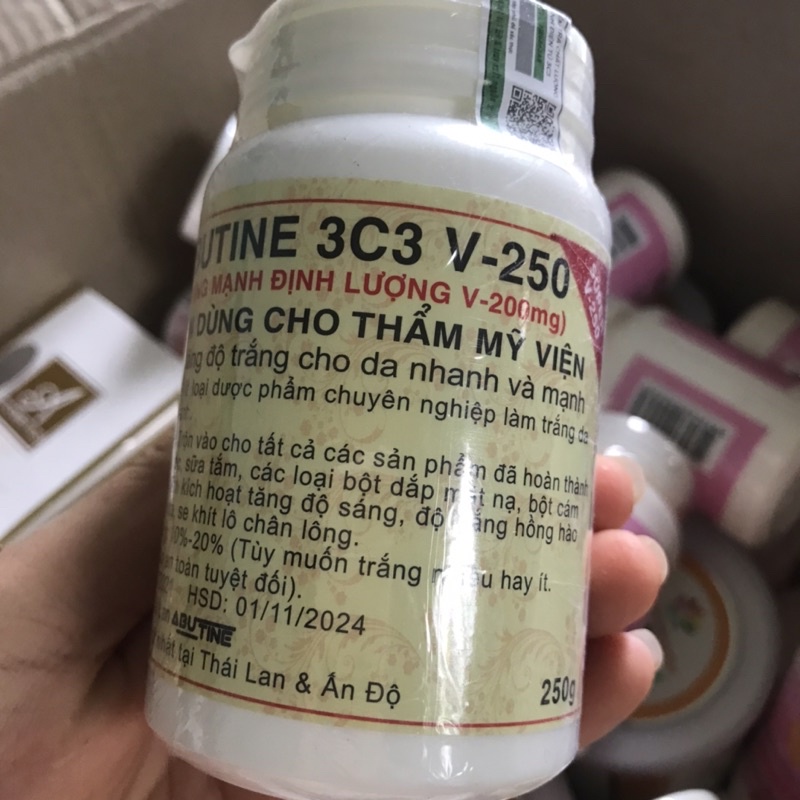 UTINE 3C3 V-250
MẠNH ĐỊNH LƯỢNG V-200mg)
DÙNG CHO THẨM MỸ VIỆN
độ trắng cho da nhanh và mạnh
loại dược phẩm chuyên nghiệp làm trắng da
vào cho tất cả các sản phẩm đã hoàn thành
sữa tắm, các loại bột dắp mặt nạ, bột cám
kích hoạt tăng độ sáng, độ trắng hồng hào
se khít lô chân lông.
10%-20% (Tùy muốn trắng nhiều hay ít.
toàn tuyệt đối).
HSD: 01/11/2024
ABUTINE
nhất tại Thái Lan & Ấn Độ
250g